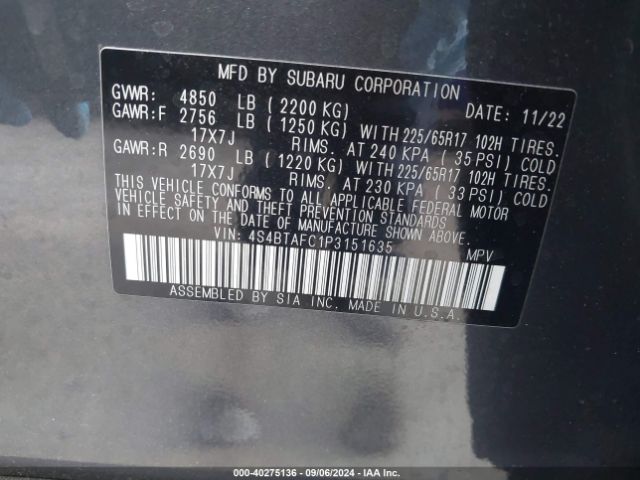 MFD BY SUBARU CORPORATION
GVWR: 4850 LB (2200 KG) DATE: 11/22
GAWR:F 2756 LB (1250 KG) WITH 225/65R17 102H TIRES.
17X7J RIMS. AT 240 KPA (35 PSI) COLD
GAWR:R 2690 LB (1220 KG) WITH 225/65R17 102H TIRES.
17X7J RIMS. AT 230 KPA (33 PSI) COLD
THIS VEHICLE CONFORMS TO ALL APPLICABLE FEDERAL MOTOR
VEHICLE SAFETY AND THEFT PREVENTION STANDARDS
IN EFFECT ON THE DATE OF MANUFACTURE SHOWN ABOVE.
VIN: 4S4BTAFC1P3151635 MPV
ASSEMBLED BY SIA INC. MADE IN U.S.A.
000-40275136 - 09/06/2024 - IAA Inc.